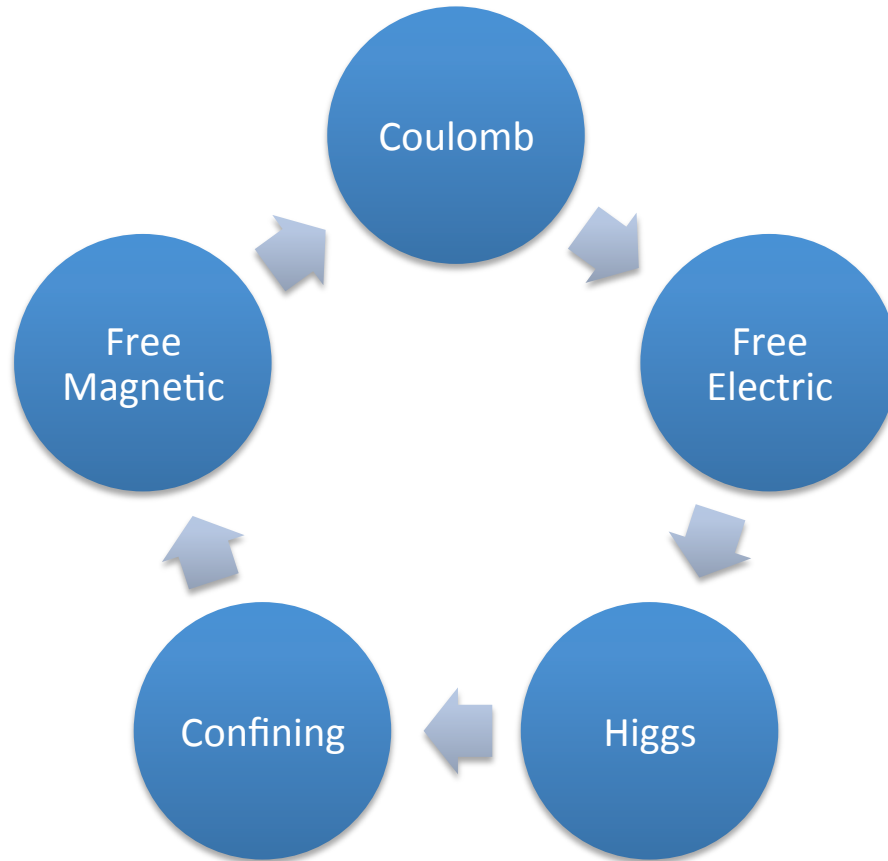 Coulomb
Free
Electric
Higgs
Confining
Free
Magnetic